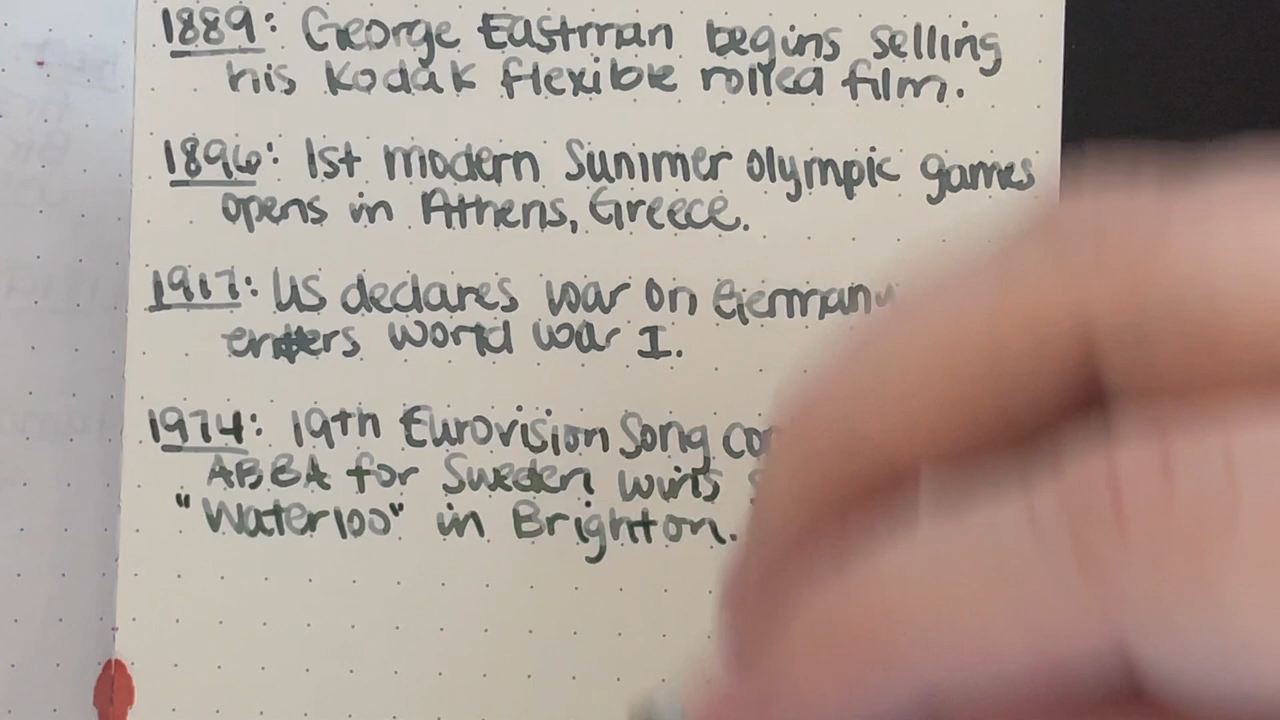 1889: George Eastman begins selling
his Kodak flexible rolled film.
1896: 1st modern Summer Olympic games
opens in Athens, Greece.
1917: US declares war on Germany
enters World War I.
1974: 19th Eurovision Song
ABBA for Sweden wins
"Waterloo" in Brighton.